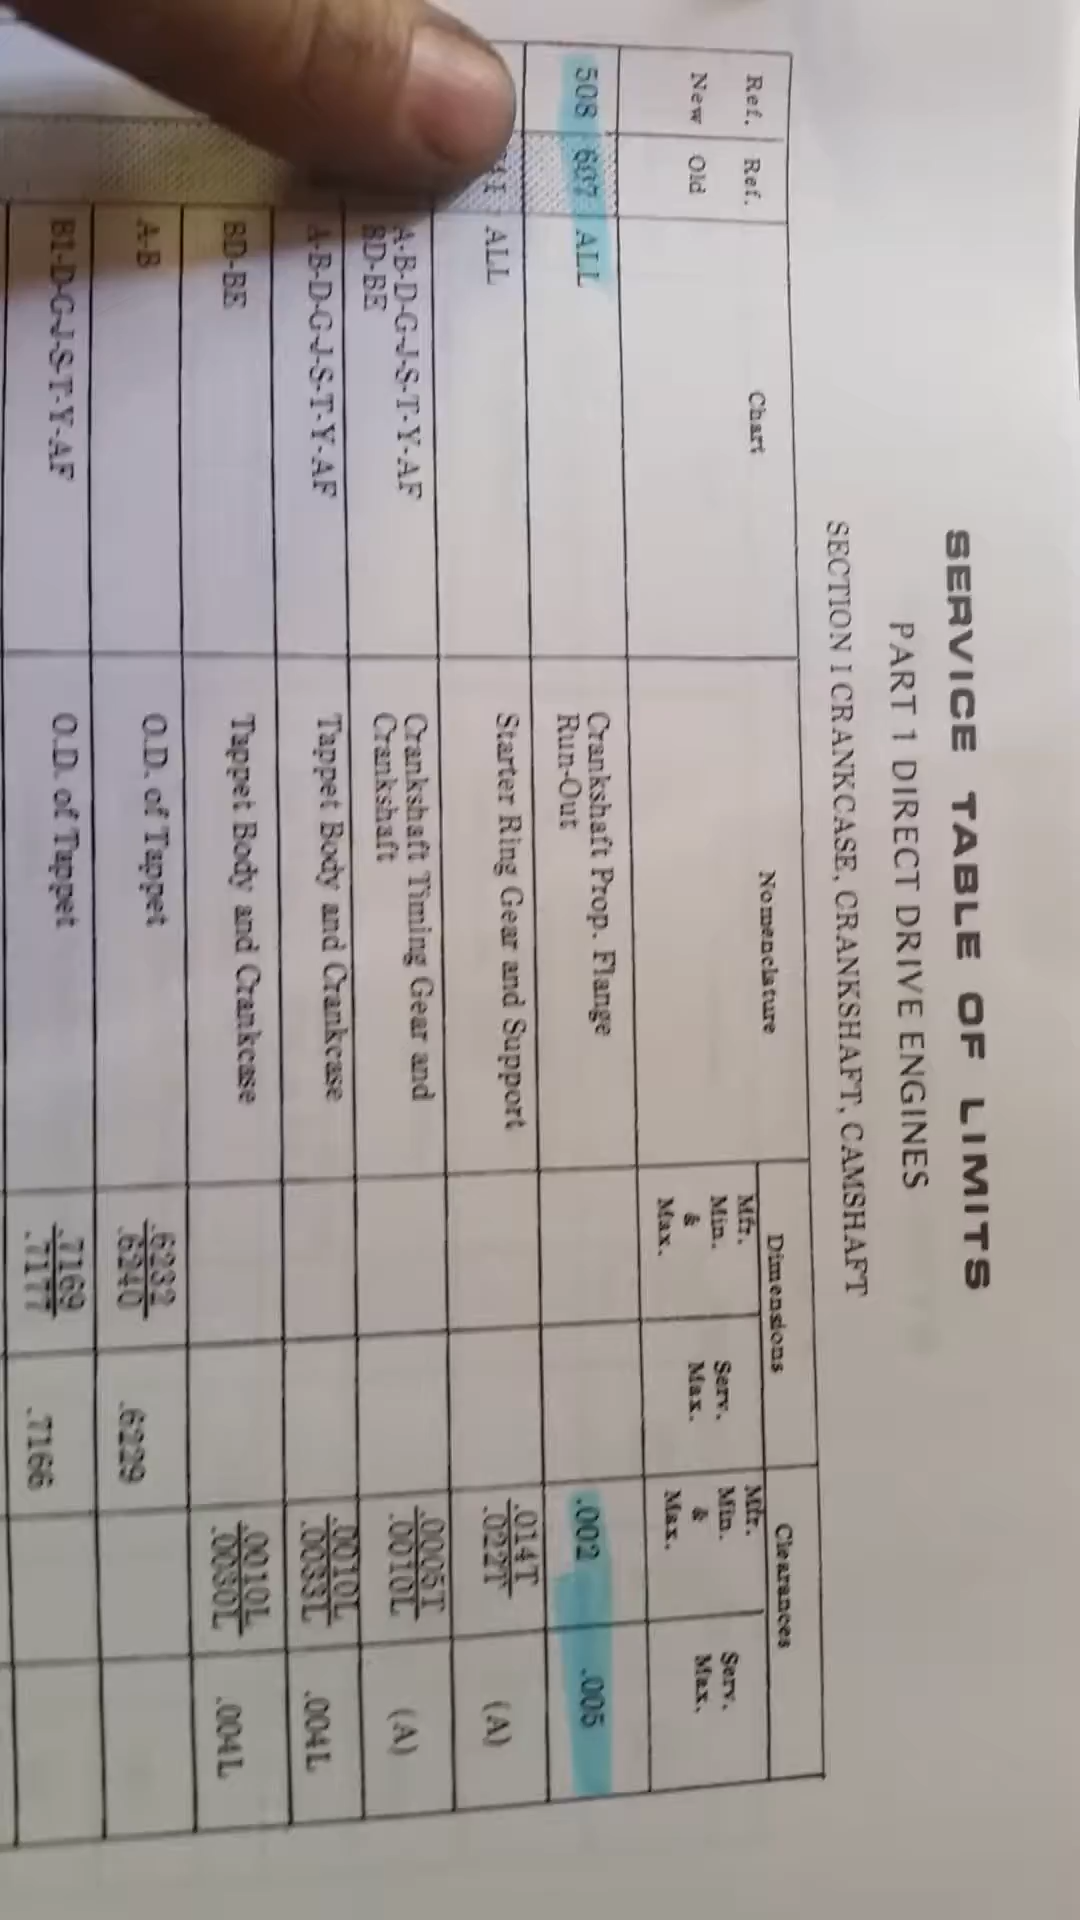 SERVICE TABLE OF LIMITS
PART 1 DIRECT DRIVE ENGINES
SECTION I CRANKCASE, CRANKSHAFT, CAMSHAFT
Ref. New
Ref. Old
Chart
Nomenclature
Dimensions
Mfr. Min. & Max.
Serv. Max.
Clearances
Mfr. Min. & Max.
Serv. Max.
508 607 ALL Crankshaft Prop. Flange .002 .005
Run-Out
ALL Starter Ring Gear and Support .014T (A)
.022T
A-B-D-G-J-S-T-Y-AF Crankshaft Timing Gear and .0005T (A)
BD-BE Crankshaft .0010L
A-B-D-G-J-S-T-Y-AF Tappet Body and Crankcase .0010L .004L
.0033L
BD-BE Tappet Body and Crankcase .0010L .004L
.0030L
A-B O.D. of Tappet .6232 .6229
.6240
B1-D-G-J-S-T-Y-AF O.D. of Tappet .7169 .7166
.7177